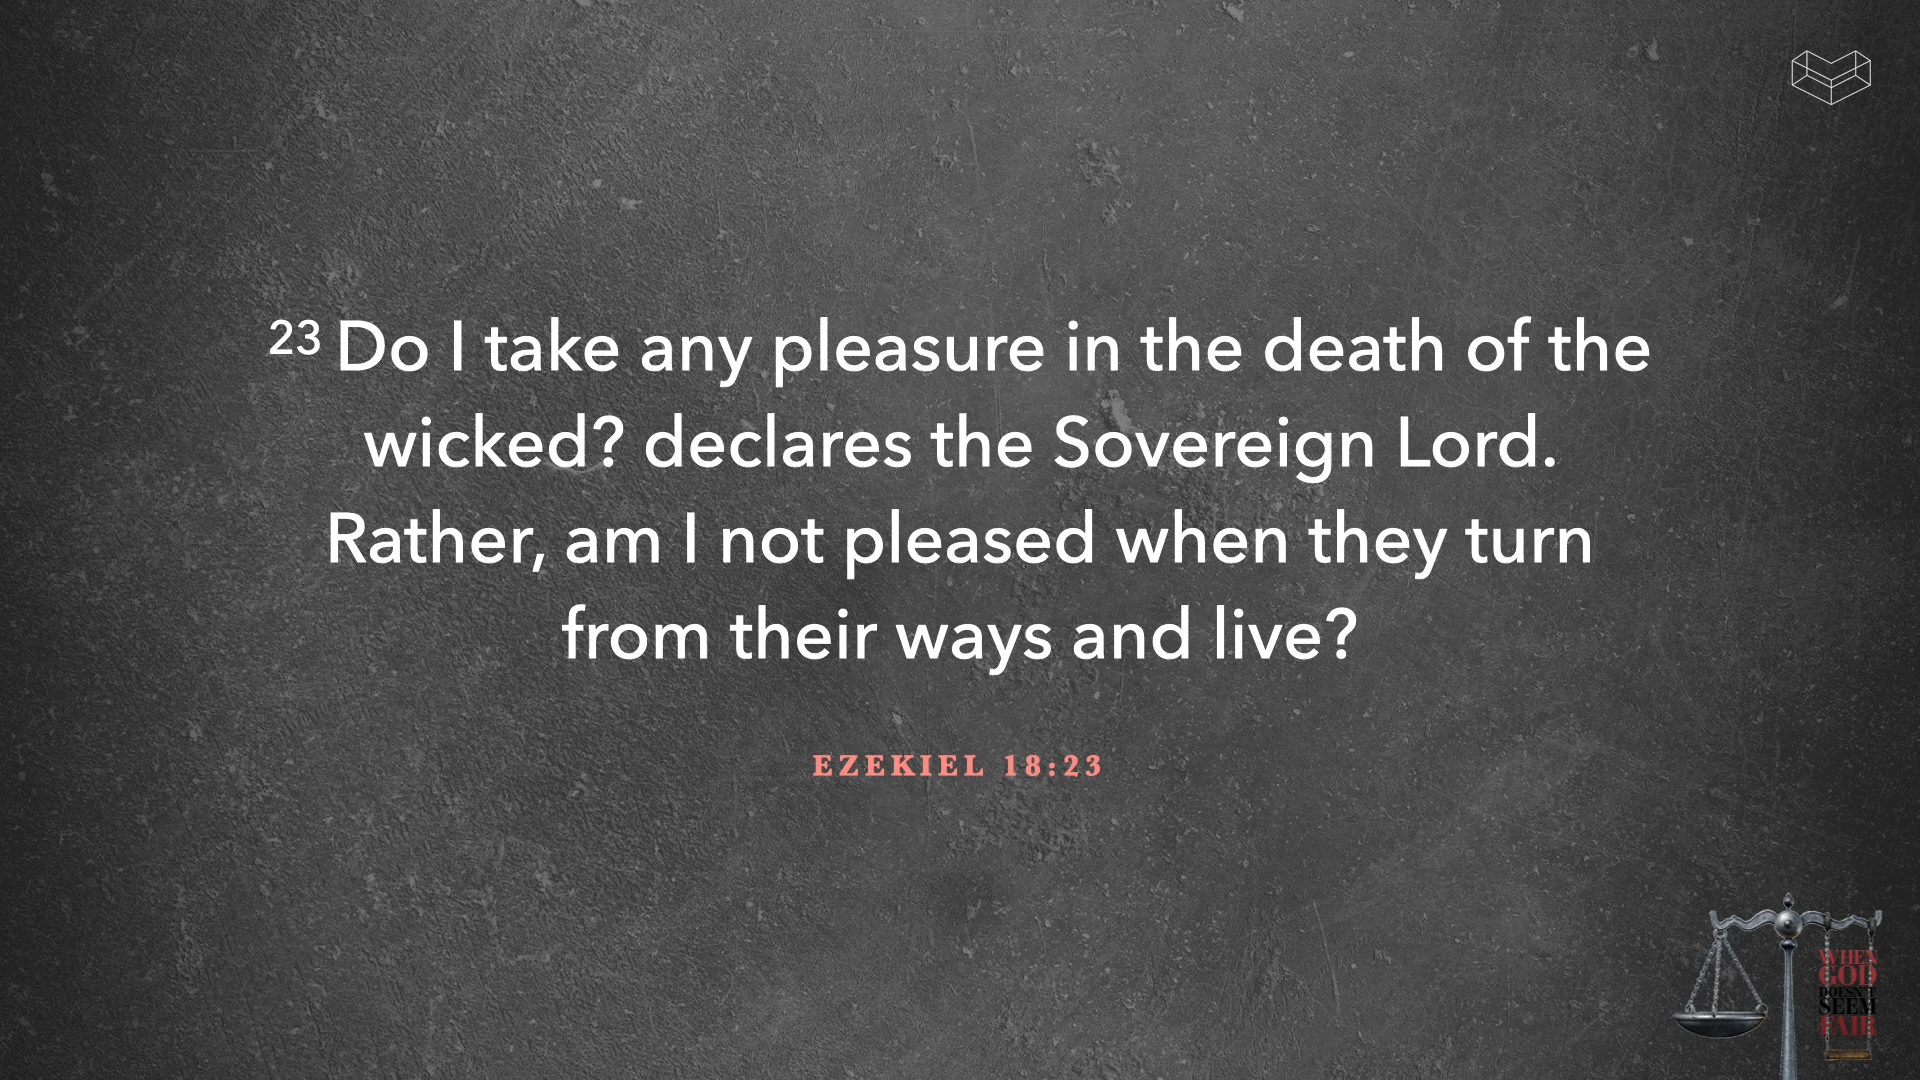 23 Do I take any pleasure in the death of the
wicked? declares the Sovereign Lord.
Rather, am I not pleased when they turn
from their ways and live?
EZEKIEL 18:23
WHEN
GOD
DOESN'T
SEEM
FAIR